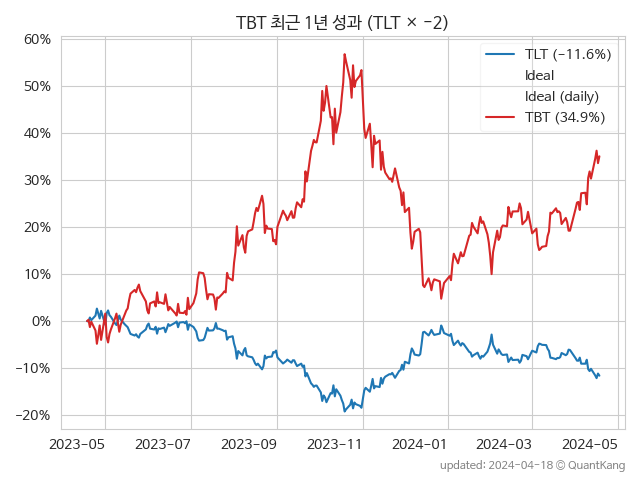 TBT 최근 1년 성과 (TLT × -2)
60%
50%
40%
30%
20%
10%
0%
-10%
-20%
TLT (-11.6%)
Ideal
Ideal (daily)
TBT (34.9%)
2023-05 2023-07 2023-09 2023-11 2024-01 2024-03 2024-05
updated: 2024-04-18 © QuantKang